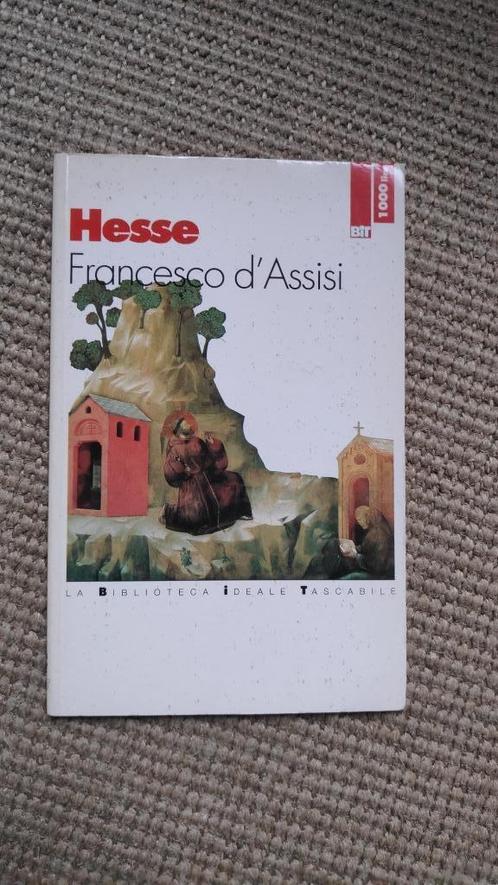 Hesse
Francesco d'Assisi
BIT
1000 lire
LA BIBLIOTECA IDEALE TASCABILE